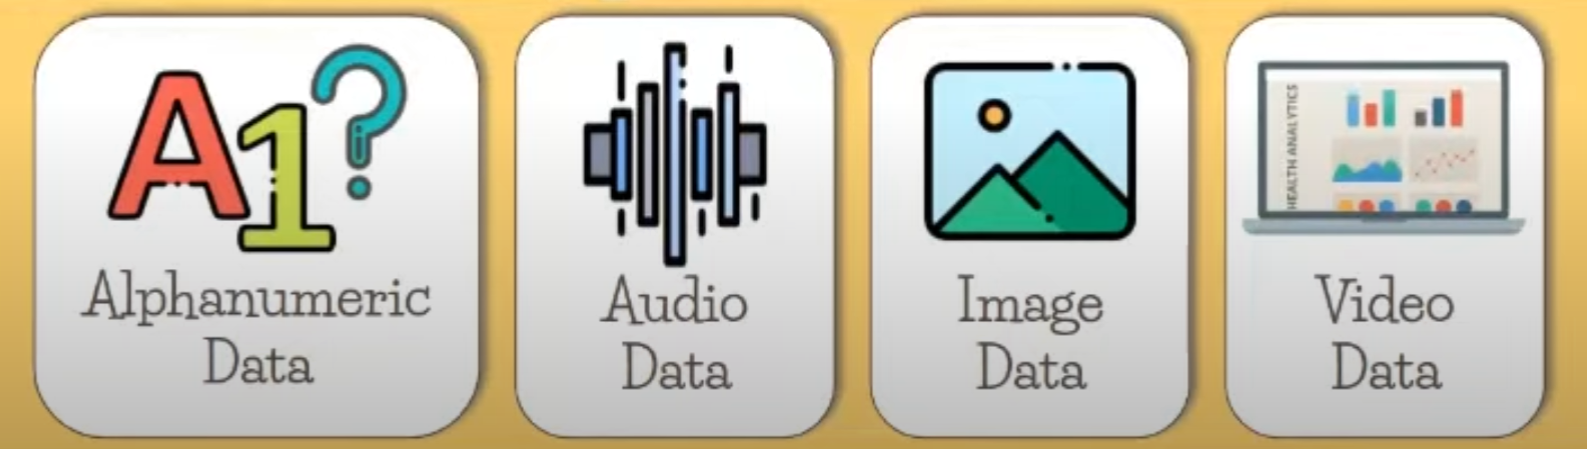 A1?
Alphanumeric
Data
Audio
Data
Image
Data
HEALTH ANALYTICS
Video
Data